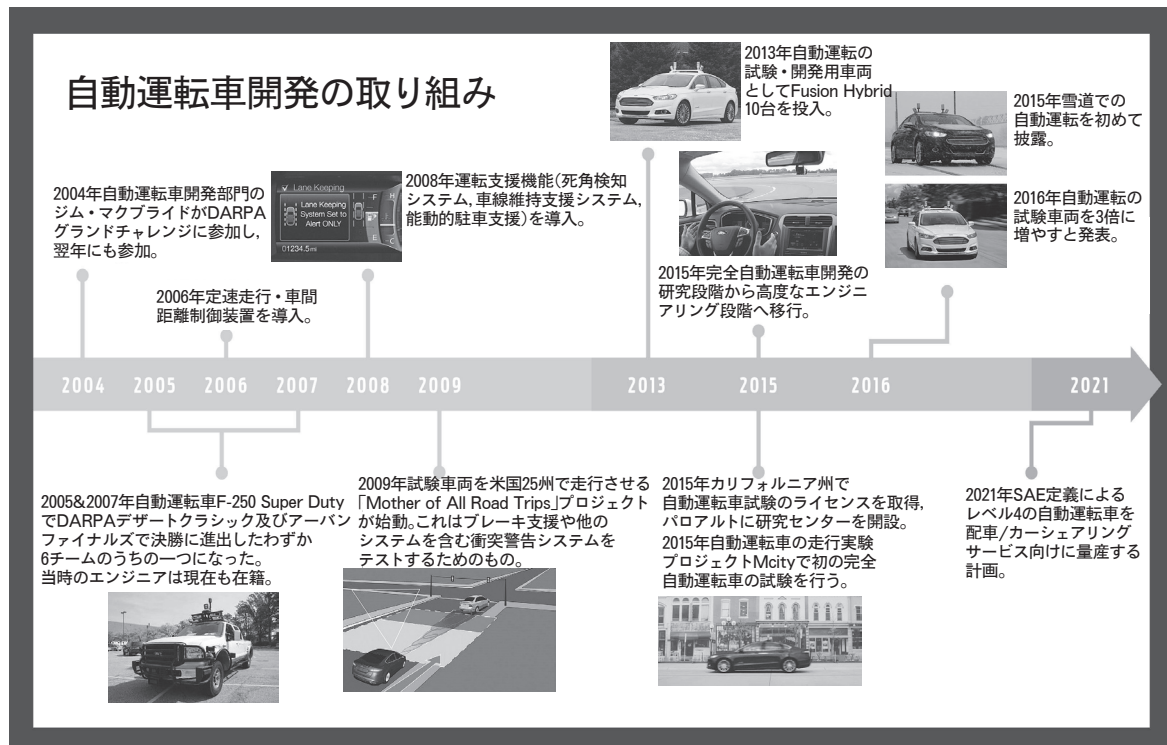 自動運転車開発の取り組み
2004年自動運転車開発部門の
ジム・マクブライドがDARPA
グランドチャレンジに参加し,
翌年にも参加。
2006年定速走行・車間
距離制御装置を導入。
Lane Keeping
Lane Keeping
System Set to
Alert ONLY
01234.5 mi
F
E
H
C
2008年運転支援機能(死角検知
システム,車線維持支援システム,
能動的駐車支援)を導入。
2013年自動運転の
試験・開発用車両
としてFusion Hybrid
10台を投入。
2015年完全自動運転車開発の
研究段階から高度なエンジニ
アリング段階へ移行。
2015年雪道での
自動運転を初めて
披露。
2016年自動運転の
試験車両を3倍に
増やすと発表。
2004 2005 2006 2007 2008 2009 2013 2015 2016 2021
2005&2007年自動運転車F-250 Super Duty
でDARPAデザートクラシック及びアーバン
ファイナルズで決勝に進出したわずか
6チームのうちの一つになった。
当時のエンジニアは現在も在籍。
2009年試験車両を米国25州で走行させる
「Mother of All Road Trips」プロジェクト
が始動。これはブレーキ支援や他の
システムを含む衝突警告システムを
テストするためのもの。
2015年カリフォルニア州で
自動運転車試験のライセンスを取得,
パロアルトに研究センターを開設。
2015年自動運転車の走行実験
プロジェクトMcityで初の完全
自動運転車の試験を行う。
2021年SAE定義による
レベル4の自動運転車を
配車/カーシェアリング
サービス向けに量産する
計画。